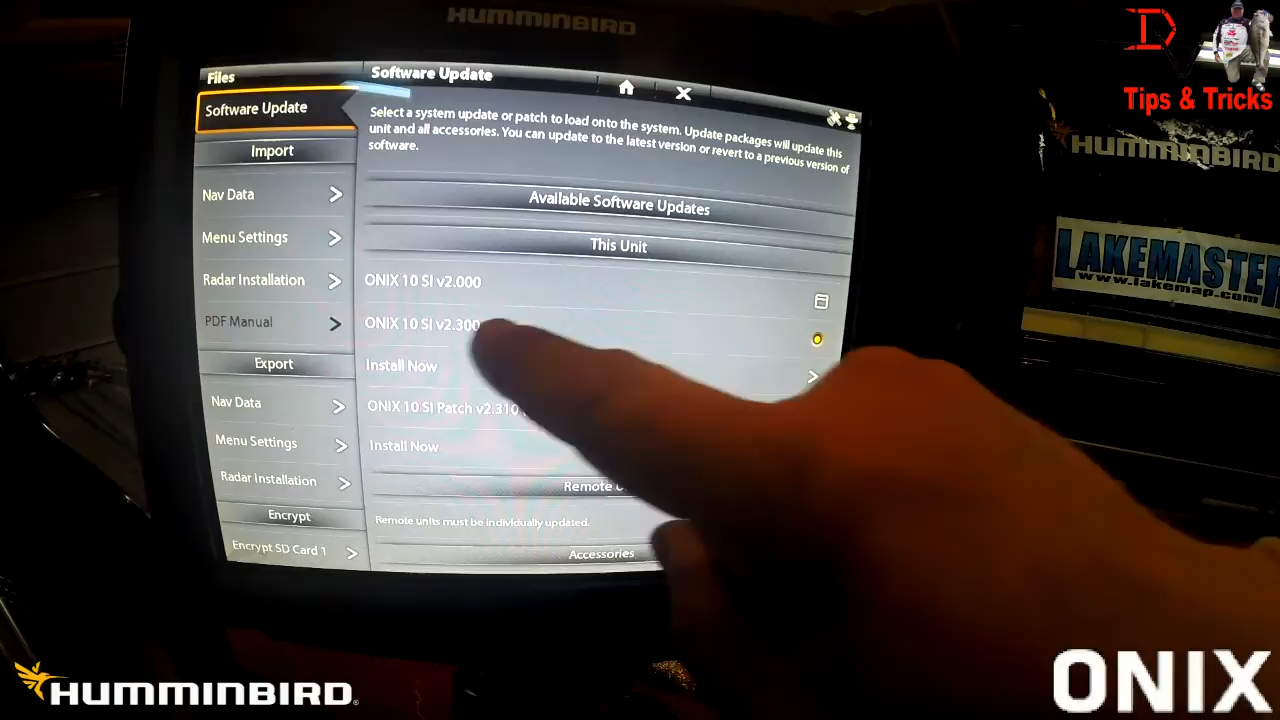 HUMMINBIRD
Files
Software Update
Import
Nav Data
Menu Settings
Radar Installation
PDF Manual
Export
Nav Data
Menu Settings
Radar Installation
Encrypt
Encrypt SD Card 1
Software Update
Select a system update or patch to load onto the system. Update packages will update this
unit and all accessories. You can update to the latest version or revert to a previous version of
software.
Available Software Updates
This Unit
ONIX 10 SI v2.000
ONIX 10 SI v2.300
Install Now
ONIX 10 SI Patch v2.310
Install Now
Remote
Remote units must be individually updated.
Accessories
Tips & Tricks
HUMMINBIRD
LAKEMASTER
www.lakemap.com
HUMMINBIRD
ONIX